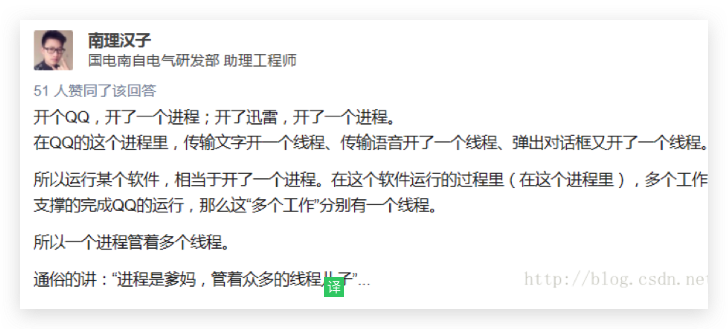 南理汉子
国电南自电气研发部 助理工程师
51 人赞同了该回答
开个QQ，开了一个进程；开了迅雷，开了一个进程。
在QQ的这个进程里，传输文字开一个线程、传输语音开了一个线程、弹出对话框又开了一个线程。
所以运行某个软件，相当于开了一个进程。在这个软件运行的过程里（在这个进程里），多个工作
支撑的完成QQ的运行，那么这“多个工作”分别有一个线程。
所以一个进程管着多个线程。
通俗的讲：“进程是爹妈，管着众多的线程儿子”...
译
http://blog.csdn.net